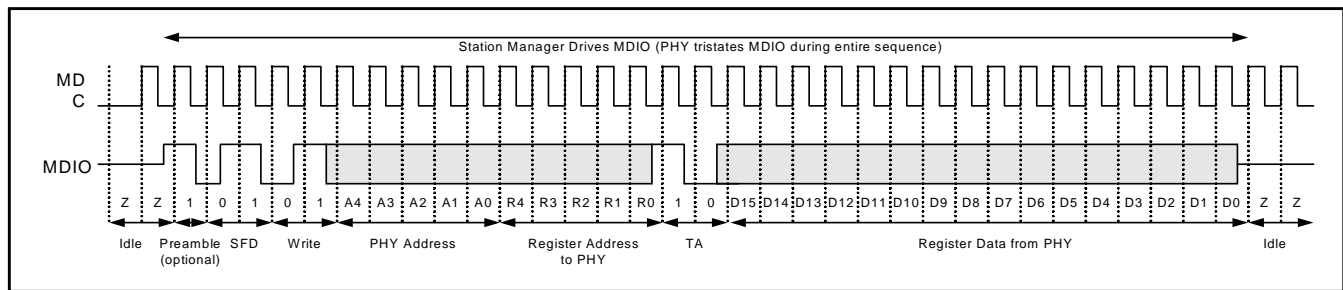 Station Manager Drives MDIO (PHY tristates MDIO during entire sequence)
MD
C
MDIO
Z Z 1 0 1 0 1 A4 A3 A2 A1 A0 R4 R3 R2 R1 R0 1 0 D15 D14 D13 D12 D11 D10 D9 D8 D7 D6 D5 D4 D3 D2 D1 D0 Z Z
Idle Preamble SFD Write PHY Address Register Address TA Register Data from PHY Idle
(optional) to PHY